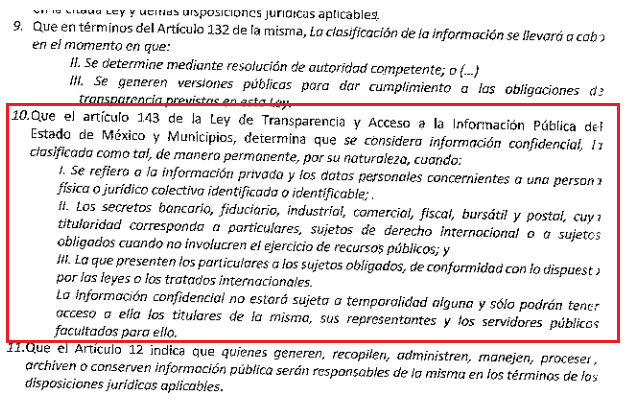 en la citada Ley y demás disposiciones jurídicas aplicables.
9. Que en términos del Artículo 132 de la misma, La clasificación de la información se llevará a cabo
en el momento en que:
II. Se determine mediante resolución de autoridad competente; o (...)
III. Se generen versiones públicas para dar cumplimiento a las obligaciones de
transparencia previstas en esta Ley.
10.Que el artículo 143 de la Ley de Transparencia y Acceso a la Información Pública del
Estado de México y Municipios, determina que se considera información confidencial, la
clasificada como tal, de manera permanente, por su naturaleza, cuando:
I. Se refiera a la información privada y los datos personales concernientes a una persona
física o jurídico colectiva identificada o identificable; .
II. Los secretos bancario, fiduciario, industrial, comercial, fiscal, bursátil y postal, cuya
titularidad corresponda a particulares, sujetos de derecho internacional o a sujetos
obligados cuando no involucren el ejercicio de recursos públicos; y
III. La que presenten los particulares a los sujetos obligados, de conformidad con lo dispuesto
por las leyes o los tratados internacionales.
La información confidencial no estará sujeta a temporalidad alguna y sólo podrán tener
acceso a ella los titulares de la misma, sus representantes y los servidores públicos
facultados para ello.
11.Que el Artículo 12 indica que quienes generen, recopilen, administren, manejen, procesen,
archiven o conserven información pública serán responsables de la misma en los términos de las
disposiciones jurídicas aplicables.